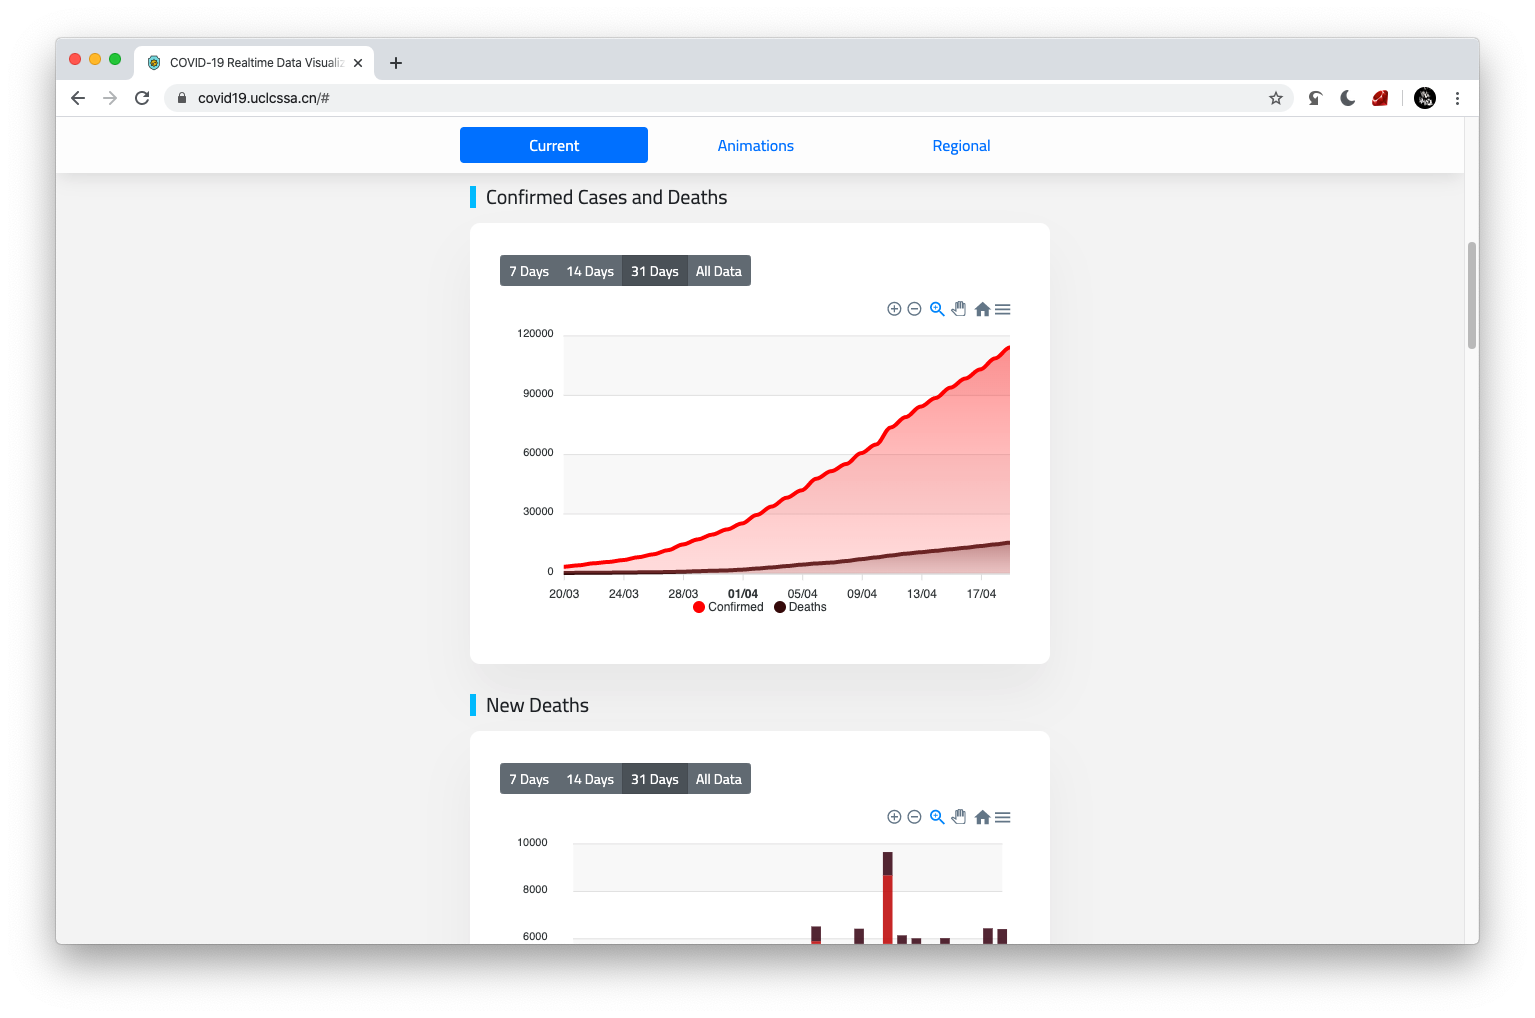 COVID-19 Realtime Data Visualiz
covid19.uclcssa.cn/#
Current Animations Regional
Confirmed Cases and Deaths
7 Days 14 Days 31 Days All Data
120000
90000
60000
30000
0
20/03 24/03 28/03 01/04 05/04 09/04 13/04 17/04
Confirmed Deaths
New Deaths
7 Days 14 Days 31 Days All Data
10000
8000
6000